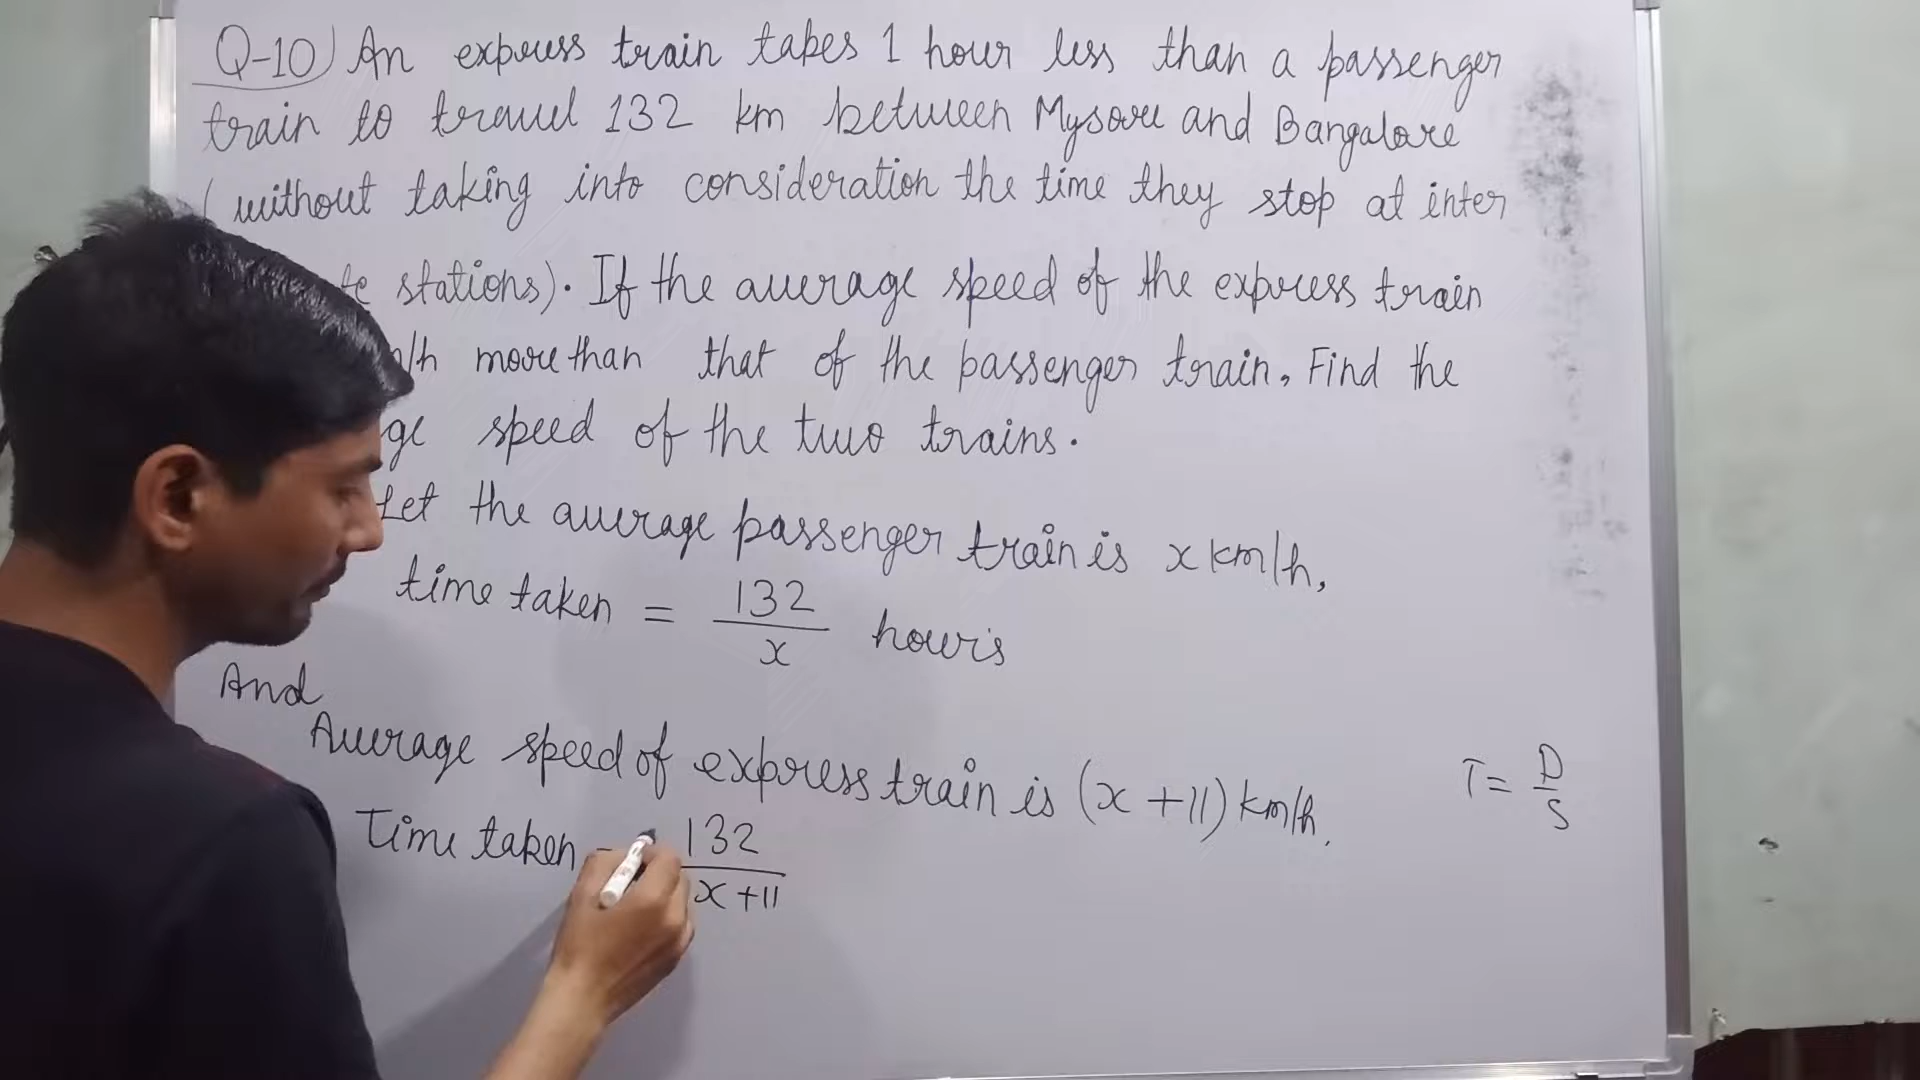 Q-10) An express train takes 1 hour less than a passenger
train to travel 132 km between Mysore and Bangalore
(without taking into consideration the time they stop at inter
te stations). If the average speed of the express train
/h more than that of the passenger train. Find the
ge speed of the two trains.
Let the average passenger train is x km/h,
time taken = 132/x hours
And
Average speed of express train is (x+11) km/h.
T = D/S
Time taken = 132/x+11